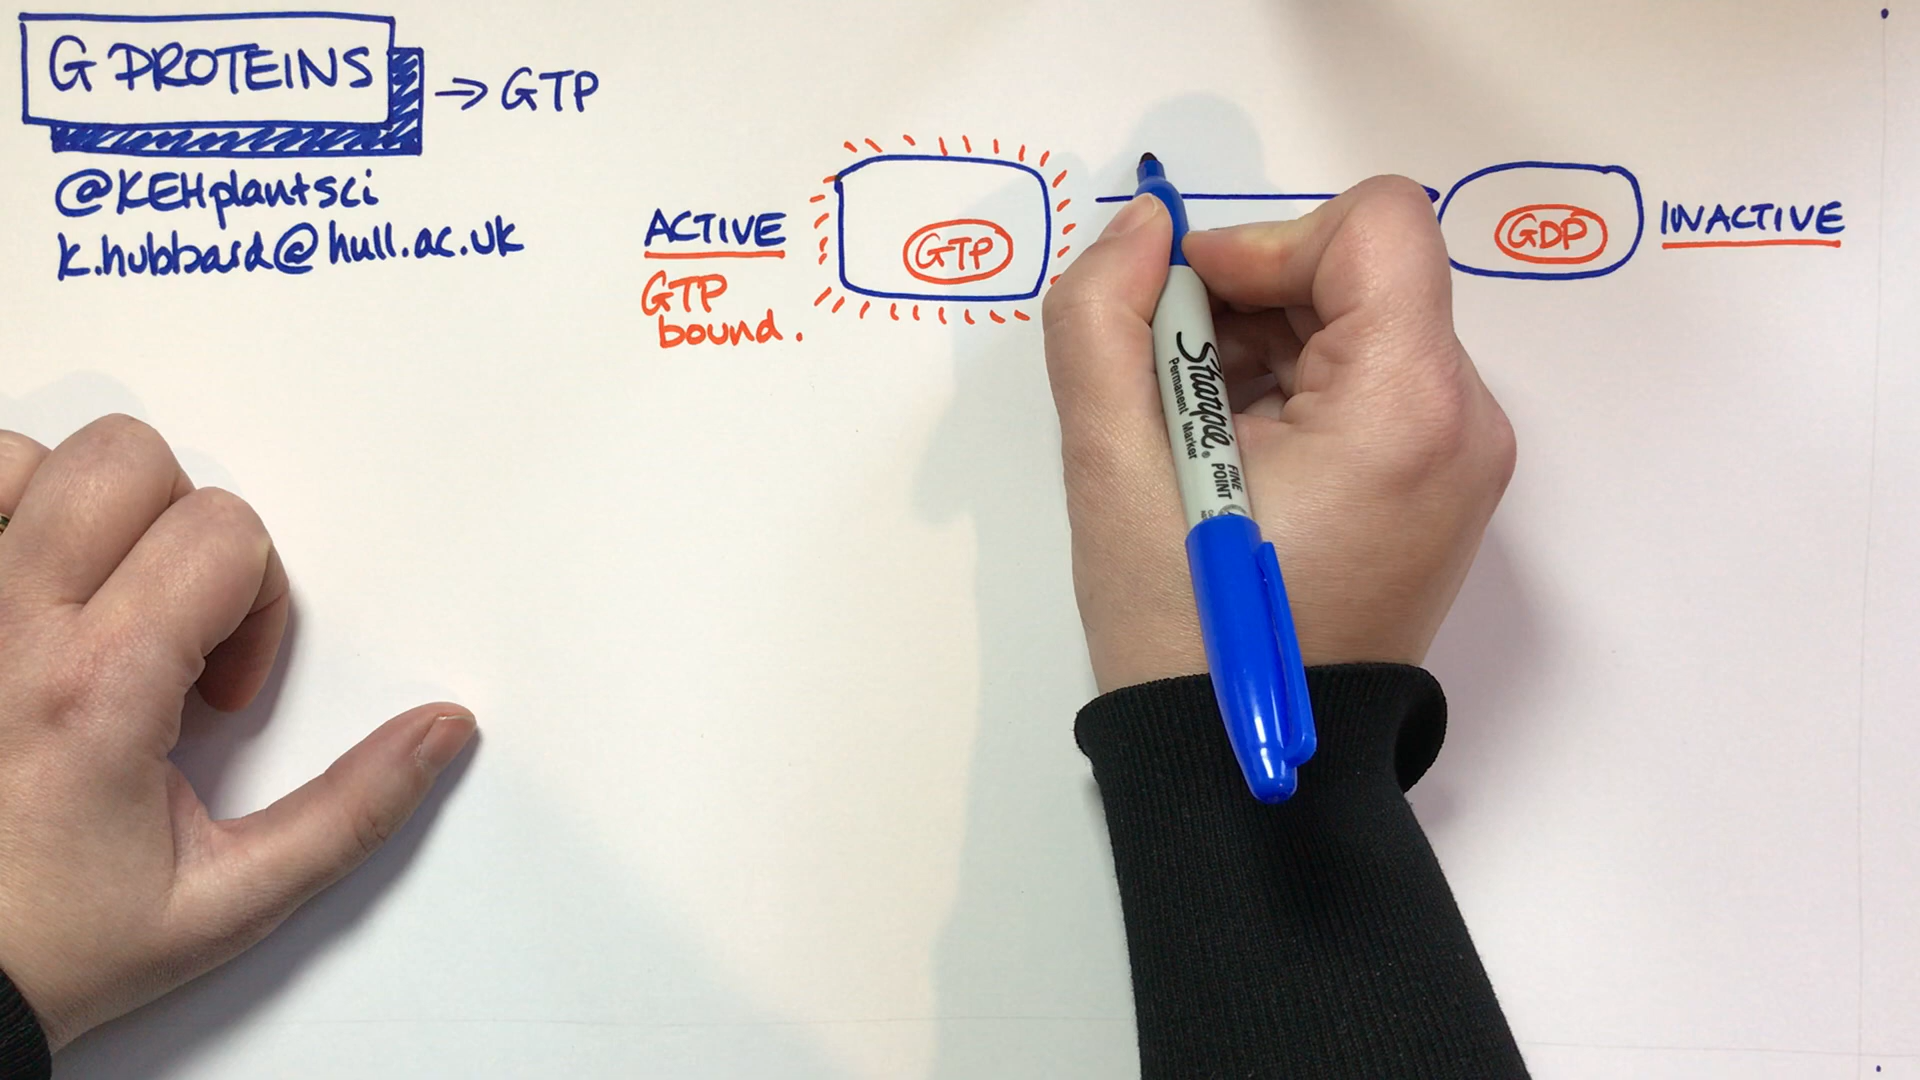 G PROTEINS → GTP
@KEHplantsci
k.hubbard@hull.ac.uk
ACTIVE
GTP
bound.
GTP
GDP
INACTIVE
Sharpie®
Permanent Marker
FINE
POINT